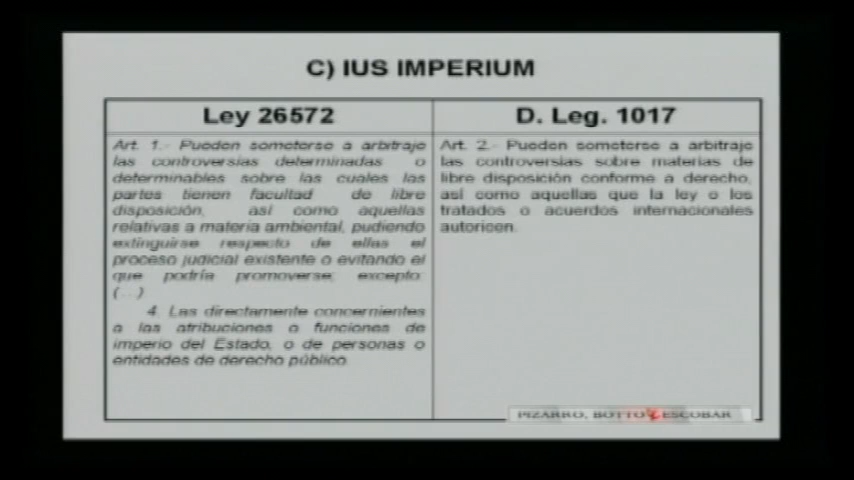 C) IUS IMPERIUM
Ley 26572
Art. 1.- Pueden someterse a arbitraje
las controversias determinadas o
determinables sobre las cuales las
partes tienen facultad de libre
disposición, así como aquellas
relativas a materia ambiental, pudiendo
extinguirse respecto de ellas el
proceso judicial existente o evitando el
que podría promoverse; excepto:
(...)
4. Las directamente concernientes
a las atribuciones o funciones de
imperio del Estado, o de personas o
entidades de derecho público
D. Leg. 1017
Art. 2.- Pueden someterse a arbitraje
las controversias sobre materias de
libre disposición conforme a derecho,
así como aquellas que la ley o los
tratados o acuerdos internacionales
autoricen.
PIZARRO, BOTTO & ESCOBAR